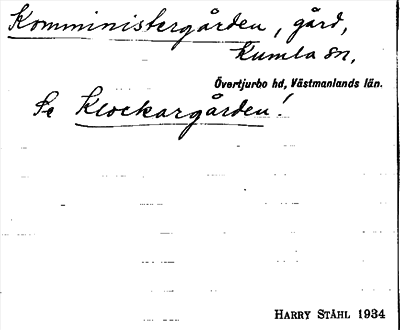 Komministergården, gård,
Kumla sn,
Övertjurbo hd, Västmanlands län.
Se Klockargården!
HARRY STÅHL 1934